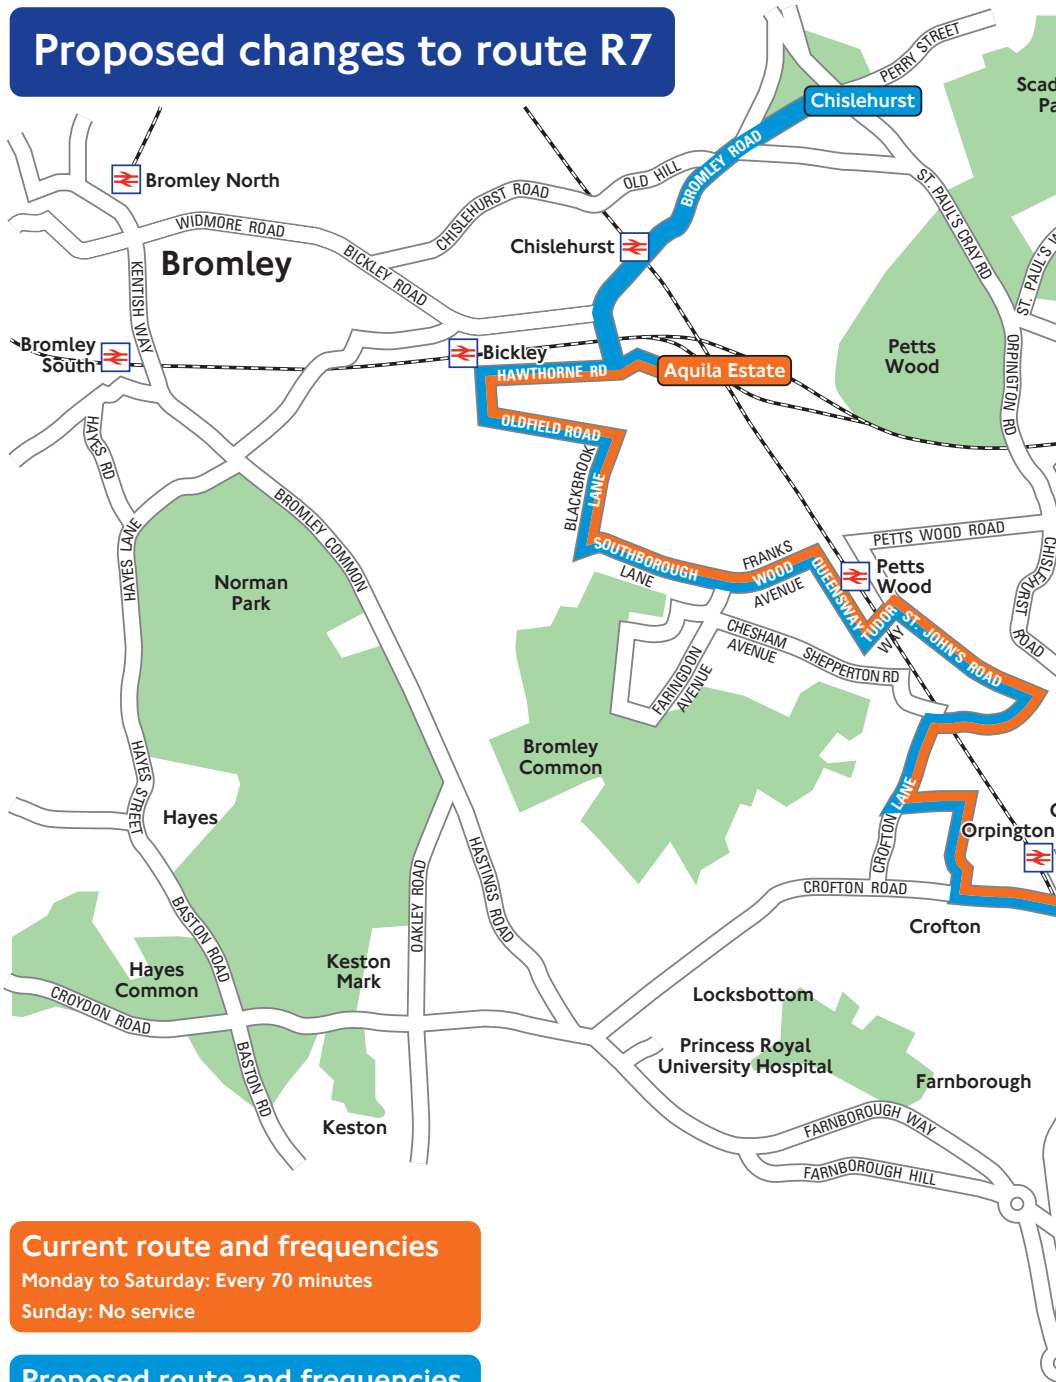 Proposed changes to route R7
PERRY STREET
Scad
Pa
Chislehurst
Bromley North
BROMLEY ROAD
OLD HILL
CHISLEHURST ROAD
ST. PAUL'S CRAY RD
WIDMORE ROAD
Chislehurst
Bromley
BICKLEY ROAD
KENTISH WAY
ST. PAUL'S
Bromley
South
Bickley
Petts
Wood
ORPINGTON RD
HAWTHORNE RD
Aquila Estate
OLDFIELD ROAD
HAYES RD
BLACKBROOK
LANE
HAYES LANE
BROMLEY COMMON
PETTS WOOD ROAD
CHISLEHURST
ROAD
SOUTHBOROUGH
LANE
FRANKS
WOOD
AVENUE
QUEENSWAY
Petts
Wood
TUDOR
WAY
ST. JOHN'S ROAD
Norman
Park
CHESHAM
AVENUE
SHEPPERTON RD
FARINGDON
AVENUE
Bromley
Common
HAYES STREET
Hayes
CROFTON LANE
Orpington
HASTINGS ROAD
OAKLEY ROAD
CROFTON ROAD
Crofton
BASTON ROAD
Keston
Mark
Hayes
Common
CROYDON ROAD
Locksbottom
Princess Royal
University Hospital
Farnborough
BASTON RD
Keston
FARNBOROUGH WAY
FARNBOROUGH HILL
Current route and frequencies
Monday to Saturday: Every 70 minutes
Sunday: No service
Proposed route and frequencies